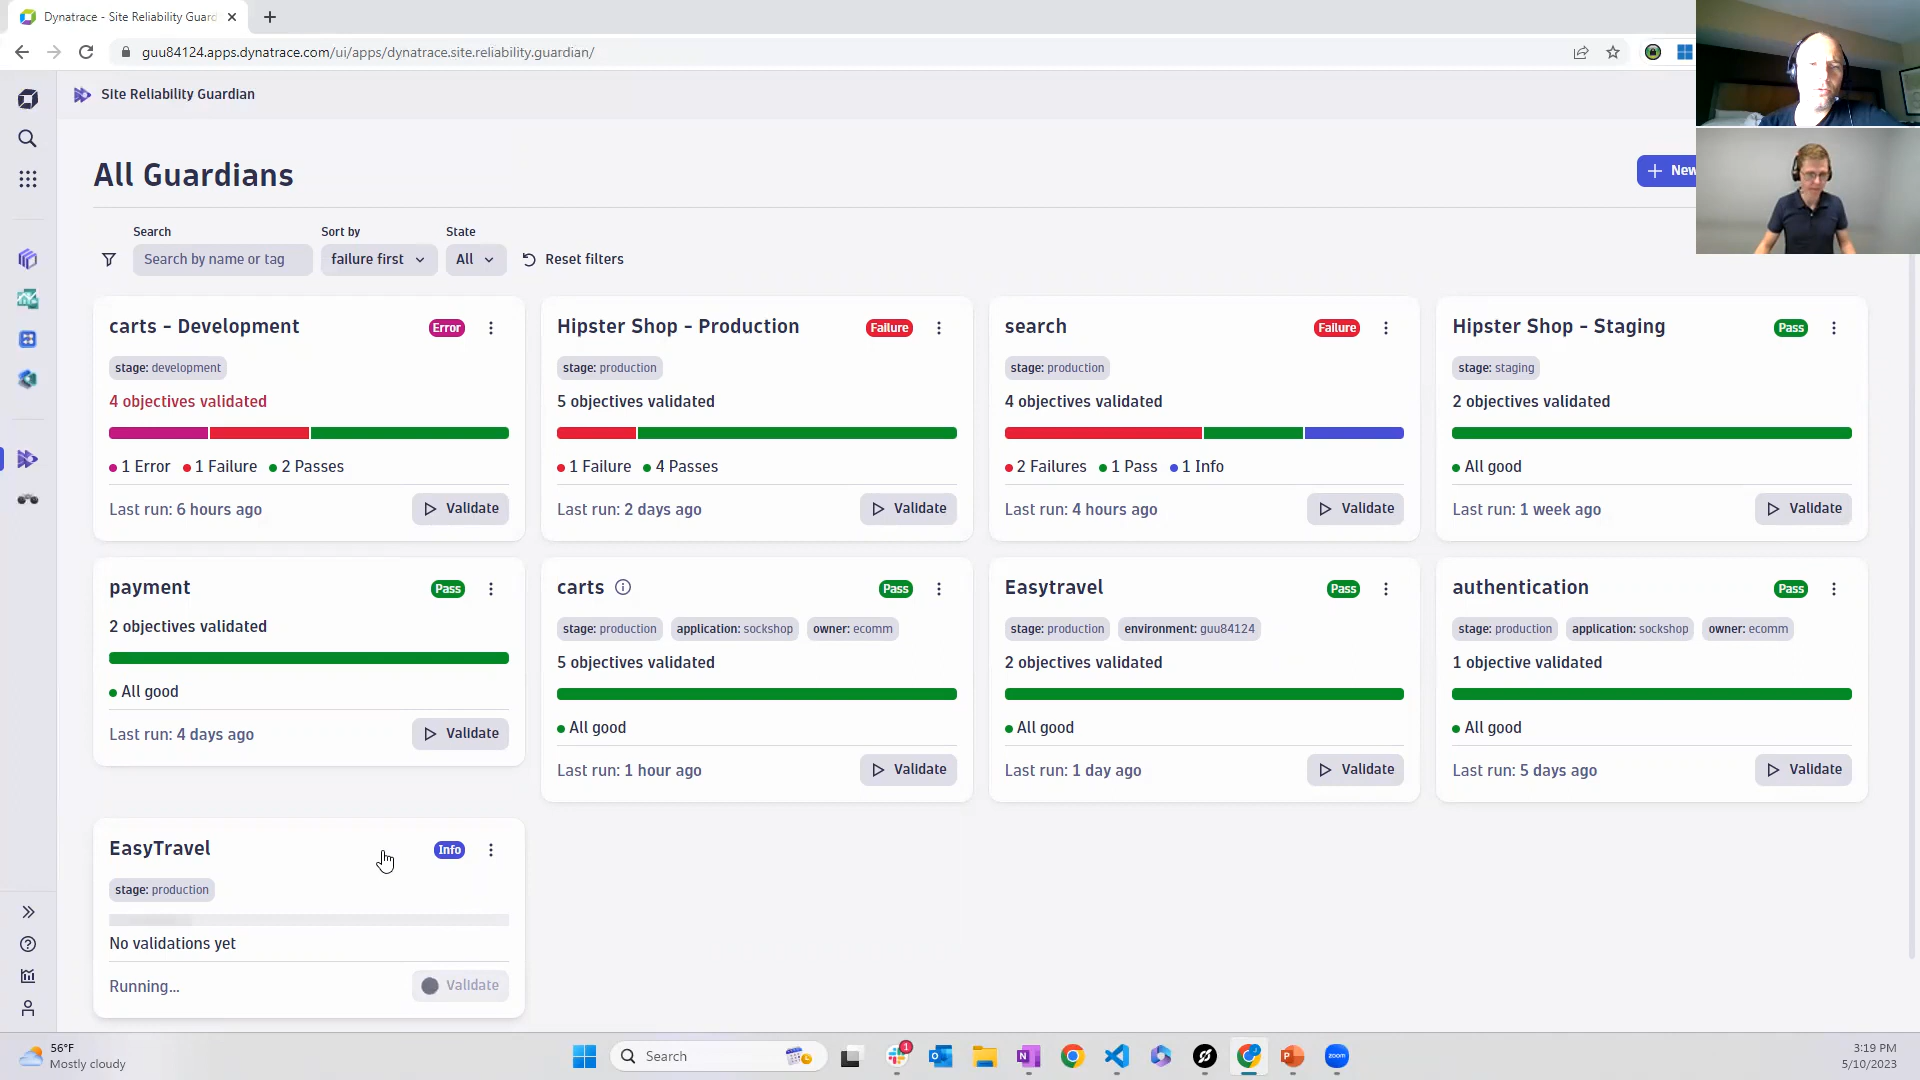 Dynatrace - Site Reliability Guard
guu84124.apps.dynatrace.com/ui/apps/dynatrace.site.reliability.guardian/
Site Reliability Guardian
All Guardians
New
Search
Sort by
State
Search by name or tag
failure first
All
Reset filters
carts - Development
Error
stage: development
4 objectives validated
1 Error 1 Failure 2 Passes
Last run: 6 hours ago
Validate
Hipster Shop - Production
Failure
stage: production
5 objectives validated
1 Failure 4 Passes
Last run: 2 days ago
Validate
search
Failure
stage: production
4 objectives validated
2 Failures 1 Pass 1 Info
Last run: 4 hours ago
Validate
Hipster Shop - Staging
Pass
stage: staging
2 objectives validated
All good
Last run: 1 week ago
Validate
payment
Pass
2 objectives validated
All good
Last run: 4 days ago
Validate
carts
Pass
stage: production application: sockshop owner: ecomm
5 objectives validated
All good
Last run: 1 hour ago
Validate
Easytravel
Pass
stage: production environment: guu84124
2 objectives validated
All good
Last run: 1 day ago
Validate
authentication
Pass
stage: production application: sockshop owner: ecomm
1 objective validated
All good
Last run: 5 days ago
Validate
EasyTravel
Info
stage: production
No validations yet
Running...
Validate
56°F
Mostly cloudy
Search
1
zoom
3:19 PM
5/10/2023